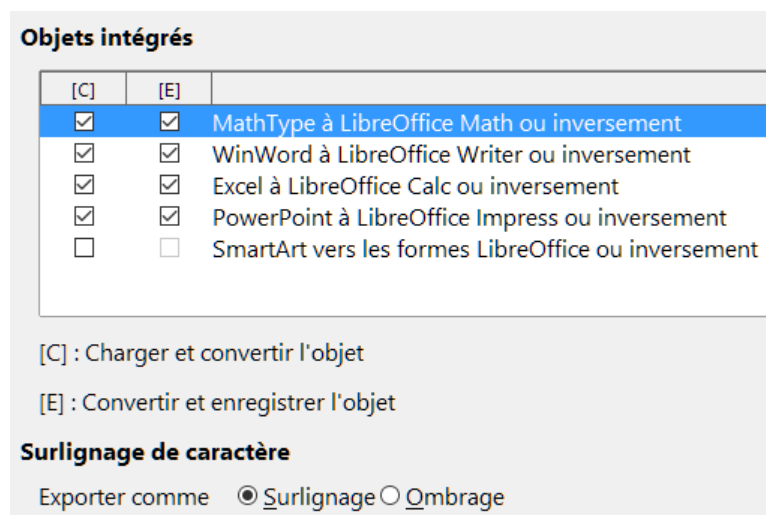 Objets intégrés
[C] [E]
MathType à LibreOffice Math ou inversement
WinWord à LibreOffice Writer ou inversement
Excel à LibreOffice Calc ou inversement
PowerPoint à LibreOffice Impress ou inversement
SmartArt vers les formes LibreOffice ou inversement
[C] : Charger et convertir l'objet
[E] : Convertir et enregistrer l'objet
Surlignage de caractère
Exporter comme Surlignage Ombrage